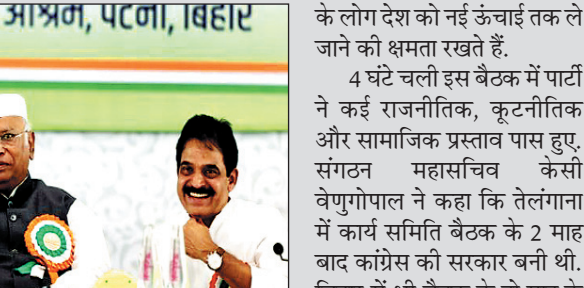 आश्रम, पटना, बिहार
के लोग देश को नई ऊंचाई तक ले
जाने की क्षमता रखते हैं.
4 घंटे चली इस बैठक में पार्टी
ने कई राजनीतिक, कूटनीतिक
और सामाजिक प्रस्ताव पास हुए.
संगठन महासचिव केसी
वेणुगोपाल ने कहा कि तेलंगाना
में कार्य समिति बैठक के 2 माह
बाद कांग्रेस की सरकार बनी थी.